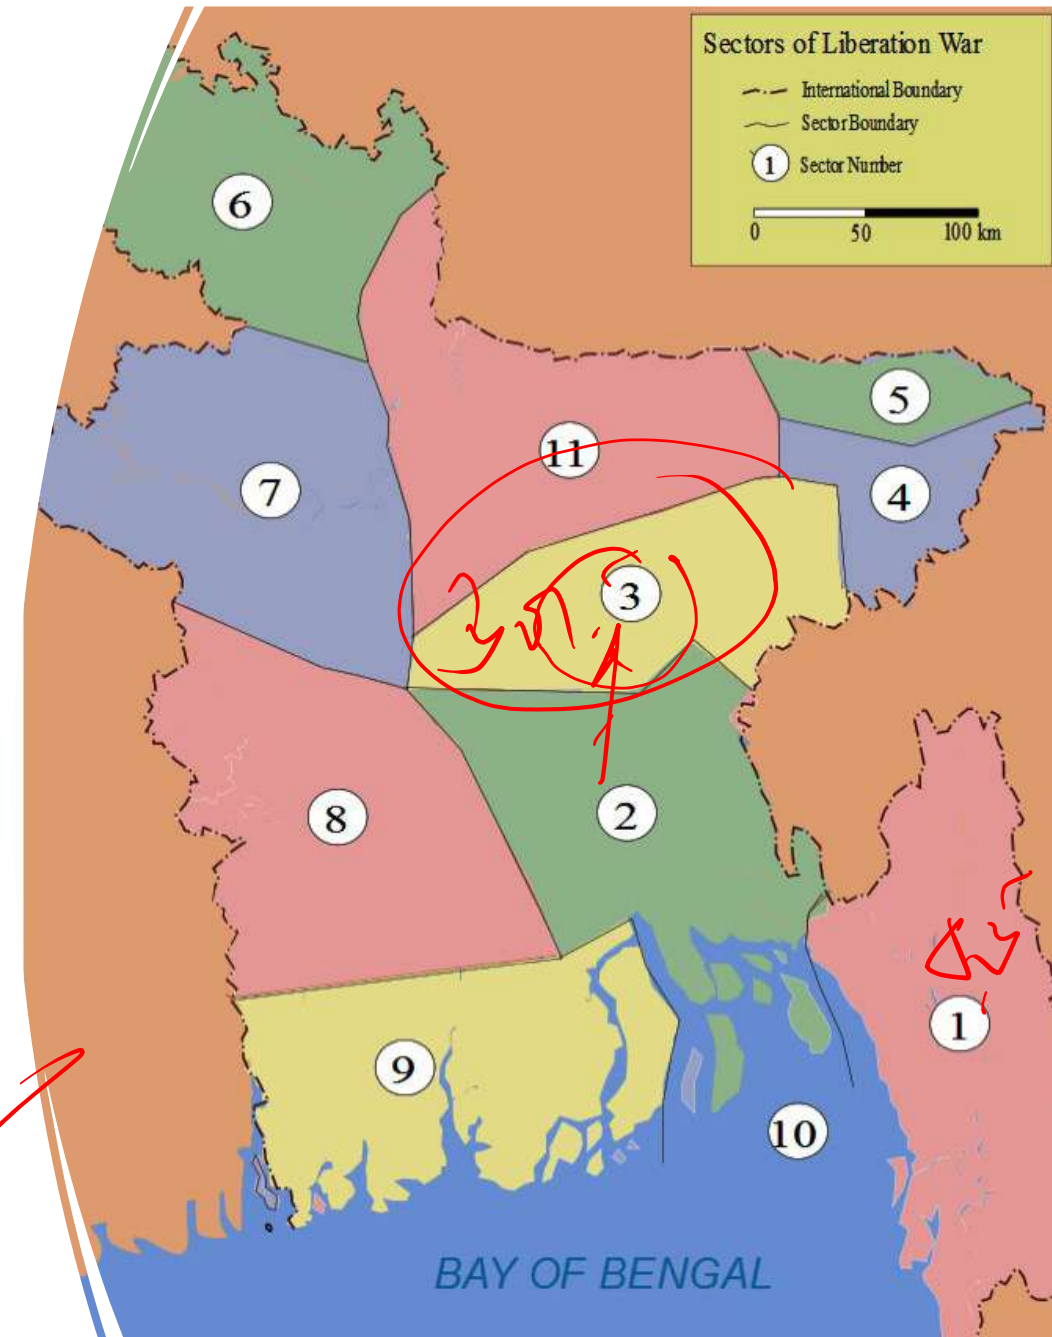 Sectors of Liberation War
International Boundary
Sector Boundary
1 Sector Number
0 50 100 km
6
5
11
7
4
3
8
2
1
9
10
BAY OF BENGAL